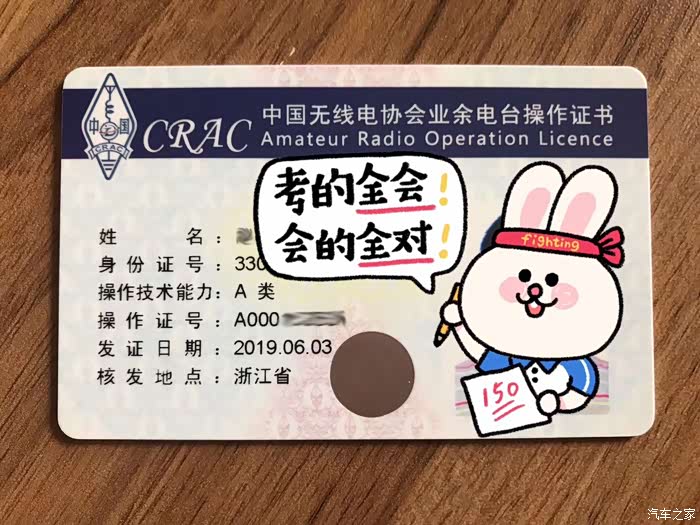 中国无线电协会业余电台操作证书
CRAC
Amateur Radio Operation Licence
中 国
CRAC
考的全会！
会的全对！
fighting
姓 名：
身份证号：330
操作技术能力：A 类
操作证号：A000
发证日期：2019.06.03
核发地点：浙江省
150
汽车之家